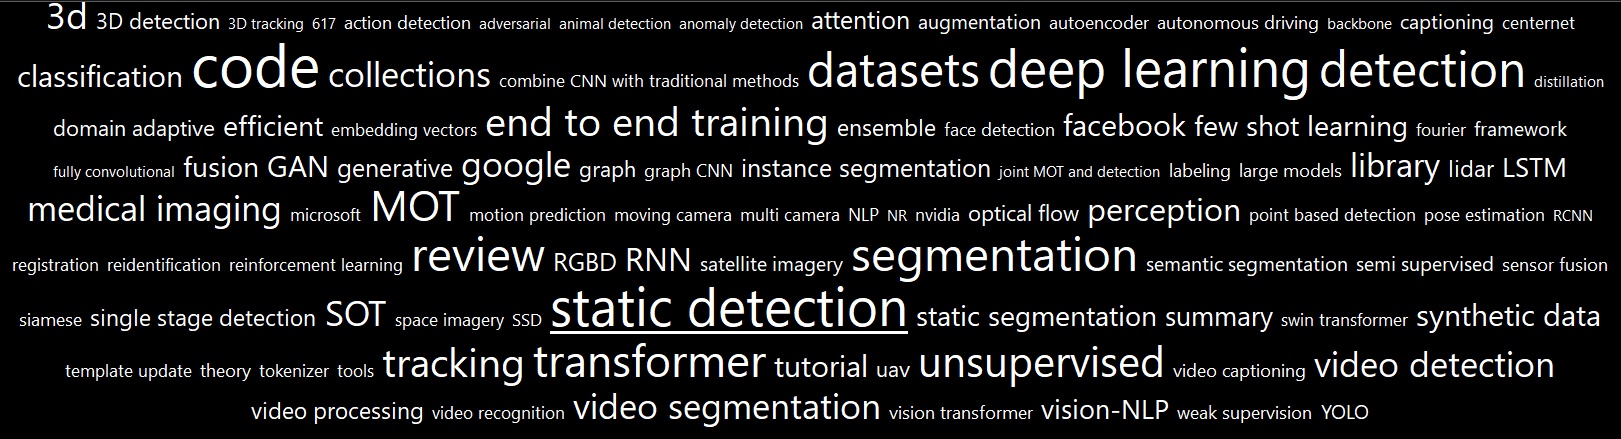 3d 3D detection 3D tracking 617 action detection adversarial animal detection anomaly detection attention augmentation autoencoder autonomous driving backbone captioning centernet
classification code collections combine CNN with traditional methods datasets deep learning detection distillation
domain adaptive efficient embedding vectors end to end training ensemble face detection facebook few shot learning fourier framework
fully convolutional fusion GAN generative google graph graph CNN instance segmentation joint MOT and detection labeling large models library lidar LSTM
medical imaging microsoft MOT motion prediction moving camera multi camera NLP NR nvidia optical flow perception point based detection pose estimation RCNN
registration reidentification reinforcement learning review RGBD RNN satellite imagery segmentation semantic segmentation semi supervised sensor fusion
siamese single stage detection SOT space imagery SSD static detection static segmentation summary swin transformer synthetic data
template update theory tokenizer tools tracking transformer tutorial uav unsupervised video captioning video detection
video processing video recognition video segmentation vision transformer vision-NLP weak supervision YOLO